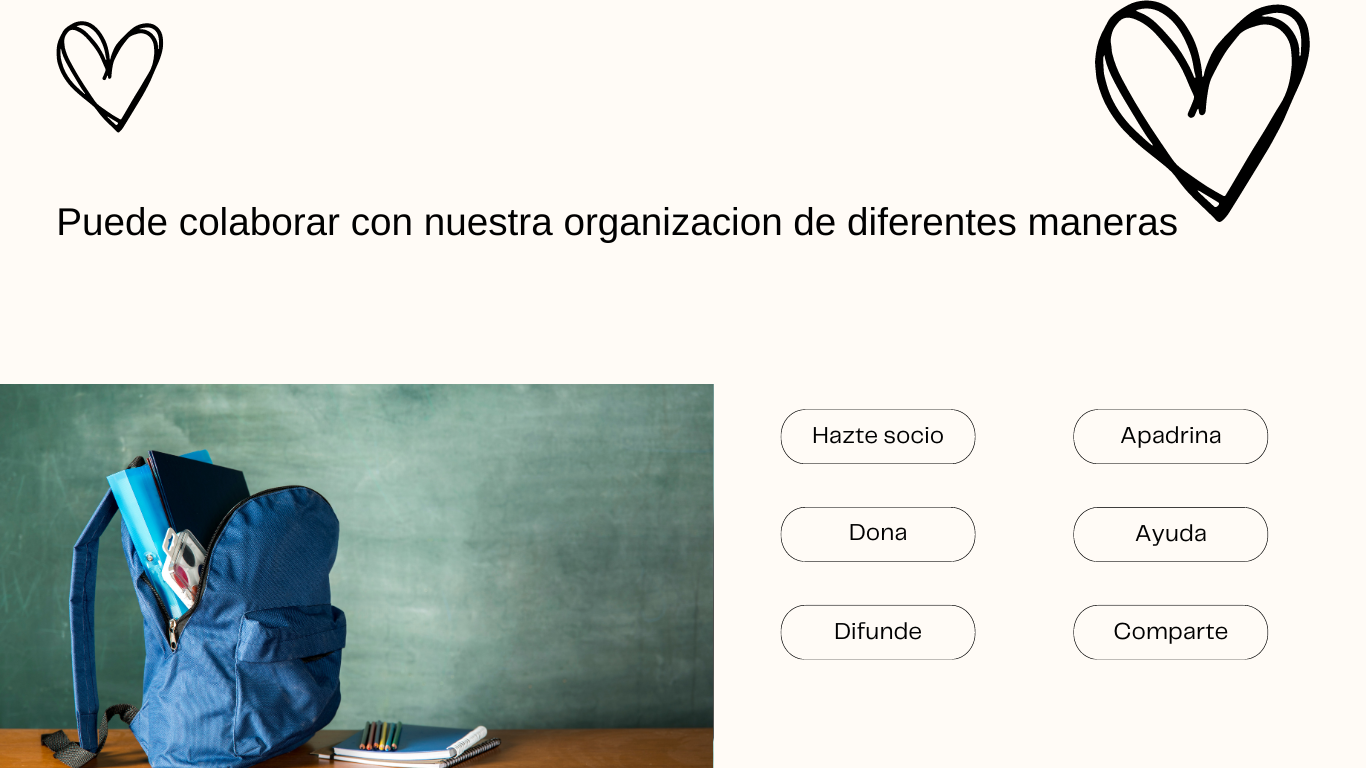 Puede colaborar con nuestra organizacion de diferentes maneras
Hazte socio
Apadrina
Dona
Ayuda
Difunde
Comparte